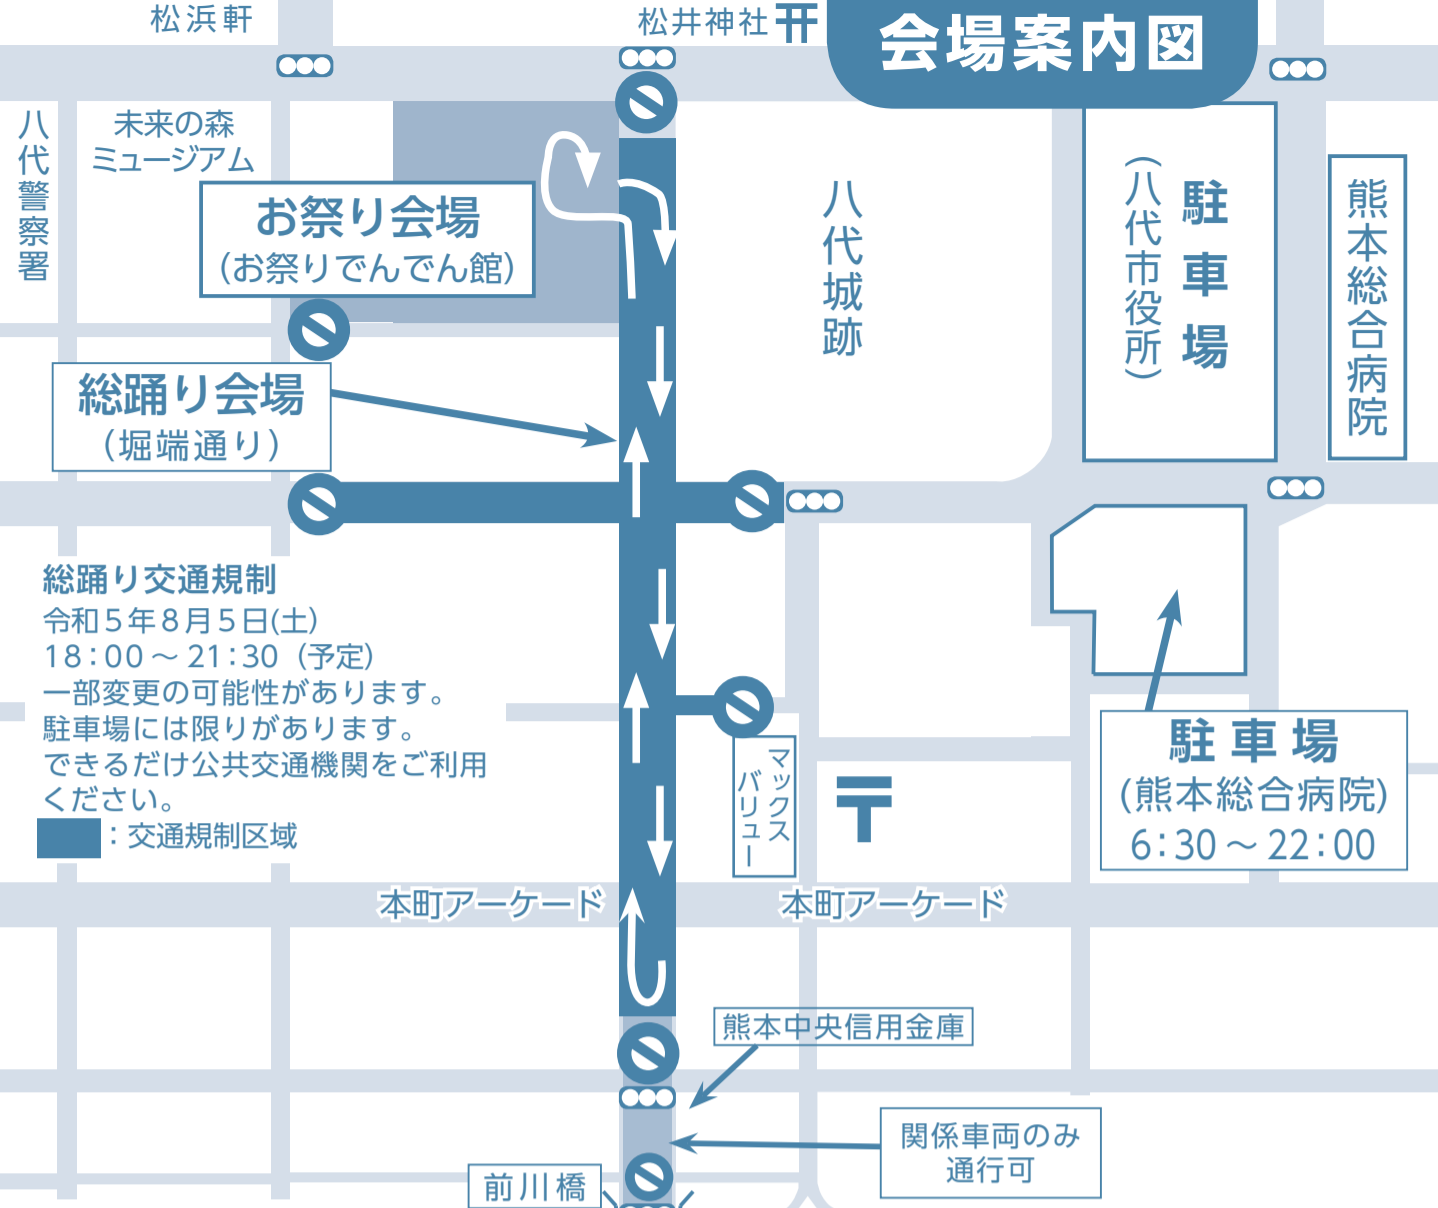 松浜軒
松井神社
会場案内図
八代警察署
未来の森
ミュージアム
お祭り会場
(お祭りでんでん館)
八代城跡
駐車場
(八代市役所)
熊本総合病院
総踊り会場
(堀端通り)
総踊り交通規制
令和5年8月5日(土)
18:00～21:30(予定)
一部変更の可能性があります。
駐車場には限りがあります。
できるだけ公共交通機関をご利用
ください。
:交通規制区域
マックス
バリュー
〒
駐車場
(熊本総合病院)
6:30～22:00
本町アーケード
本町アーケード
熊本中央信用金庫
関係車両のみ
通行可
前川橋